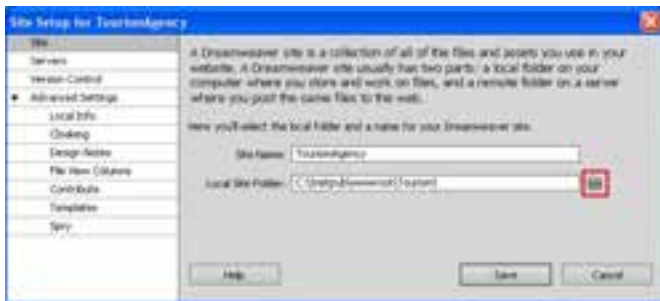 Site Setup for TourismAgency
Site
Servers
Version Control
Advanced Settings
Local Info
Cloaking
Design Notes
File View Columns
Contribute
Templates
Spry
A Dreamweaver site is a collection of all of the files and assets you use in your
website. A Dreamweaver site usually has two parts: a local folder on your
computer where you store and work on files, and a remote folder on a server
where you post the same files to the web.
Here you'll select the local folder and a name for your Dreamweaver site.
Site Name: TourismAgency
Local Site Folder: C:\Inetpub\wwwroot\Tourism\
Help
Save
Cancel